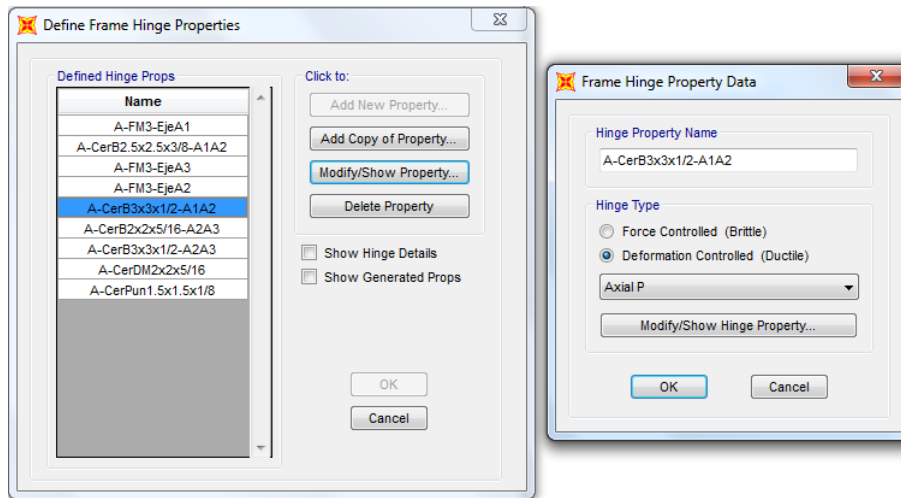 Define Frame Hinge Properties
Defined Hinge Props
Name
A-FM3-EjeA1
A-CerB2.5x2.5x3/8-A1A2
A-FM3-EjeA3
A-FM3-EjeA2
A-CerB3x3x1/2-A1A2
A-CerB2x2x5/16-A2A3
A-CerB3x3x1/2-A2A3
A-CerDM2x2x5/16
A-CerPun1.5x1.5x1/8
Click to:
Add New Property...
Add Copy of Property...
Modify/Show Property...
Delete Property
Show Hinge Details
Show Generated Props
OK
Cancel
Frame Hinge Property Data
Hinge Property Name
A-CerB3x3x1/2-A1A2
Hinge Type
Force Controlled (Brittle)
Deformation Controlled (Ductile)
Axial P
Modify/Show Hinge Property...
OK
Cancel